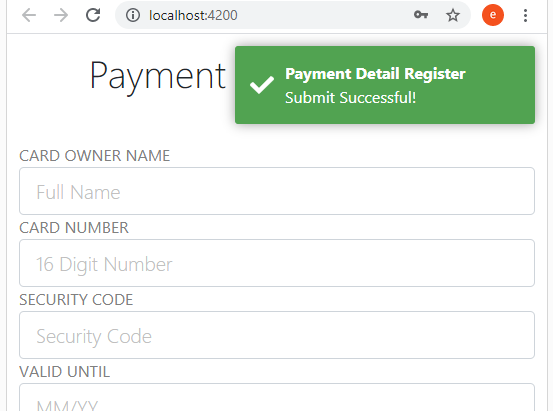 localhost:4200
e
Payment
Payment Detail Register
Submit Successful!
CARD OWNER NAME
Full Name
CARD NUMBER
16 Digit Number
SECURITY CODE
Security Code
VALID UNTIL
MM/YY